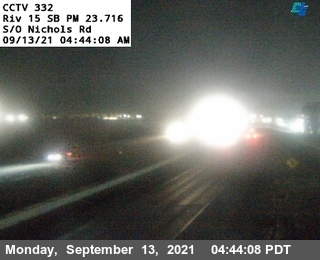 CCTV 332
Riv 15 SB PM 23.716
S/O Nichols Rd
09/13/21 04:44:08 AM
Monday, September 13, 2021 04:44:08 PDT